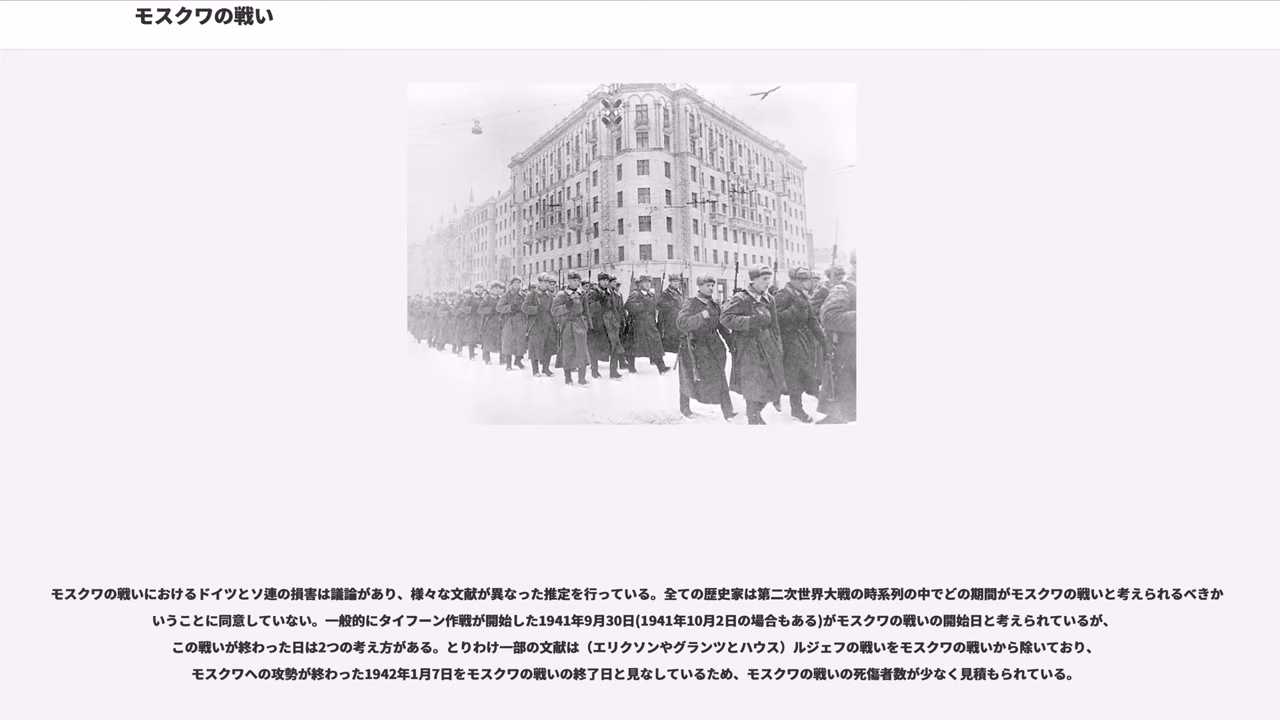 モスクワの戦い
モスクワの戦いにおけるドイツとソ連の損害は議論があり、様々な文献が異なった推定を行っている。全ての歴史家は第二次世界大戦の時系列の中でどの期間がモスクワの戦いと考えられるべきか
いうことに同意していない。一般的にタイフーン作戦が開始した1941年9月30日(1941年10月2日の場合もある)がモスクワの戦いの開始日と考えられているが、
この戦いが終わった日は2つの考え方がある。とりわけ一部の文献は（エリクソンやグランツとハウス）ルジェフの戦いをモスクワの戦いから除いており、
モスクワへの攻勢が終わった1942年1月7日をモスクワの戦いの終了日と見なしているため、モスクワの戦いの死傷者数が少なく見積もられている。